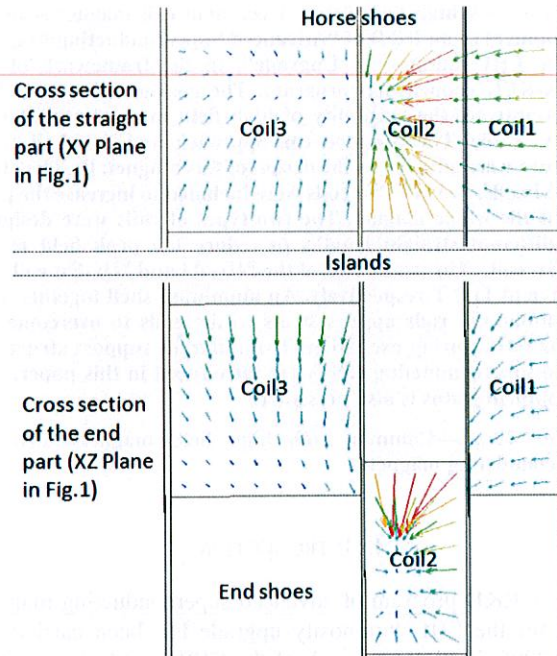 Horse shoes
Cross section
of the straight
part (XY Plane
in Fig.1)
Coil3
Coil2
Coil1
Islands
Cross section
of the end
part (XZ Plane
in Fig.1)
Coil3
Coil1
Coil2
End shoes